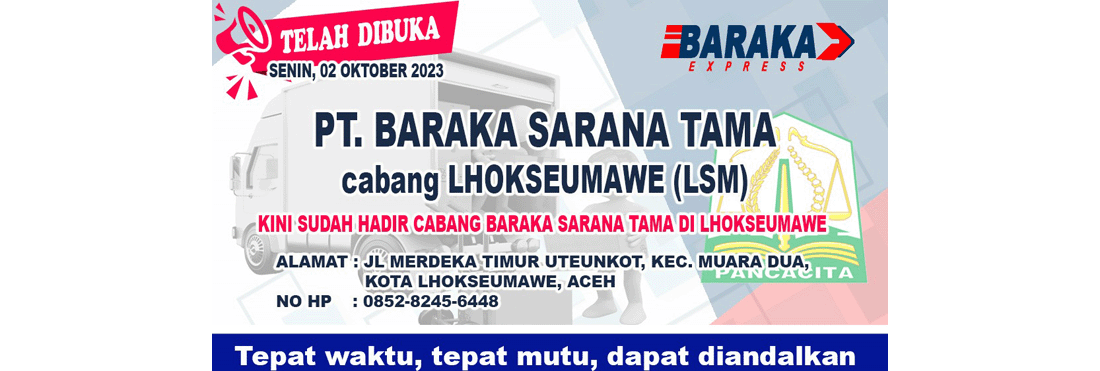 TELAH DIBUKA
SENIN, 02 OKTOBER 2023
BARAKA
EXPRESS
PT. BARAKA SARANA TAMA
cabang LHOKSEUMAWE (LSM)
KINI SUDAH HADIR CABANG BARAKA SARANA TAMA DI LHOKSEUMAWE
ALAMAT : JL MERDEKA TIMUR UTEUNKOT, KEC. MUARA DUA,
KOTA LHOKSEUMAWE, ACEH
NO HP : 0852-8245-6448
PANCACITA
Tepat waktu, tepat mutu, dapat diandalkan